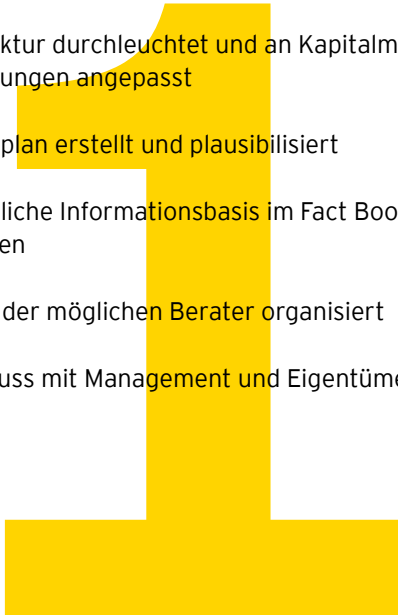 ktur durchleuchtet und an Kapitalm
ungen angepasst
plan erstellt und plausibilisiert
liche Informationsbasis im Fact Boo
en
der möglichen Berater organisiert
uss mit Management und Eigentüme
1